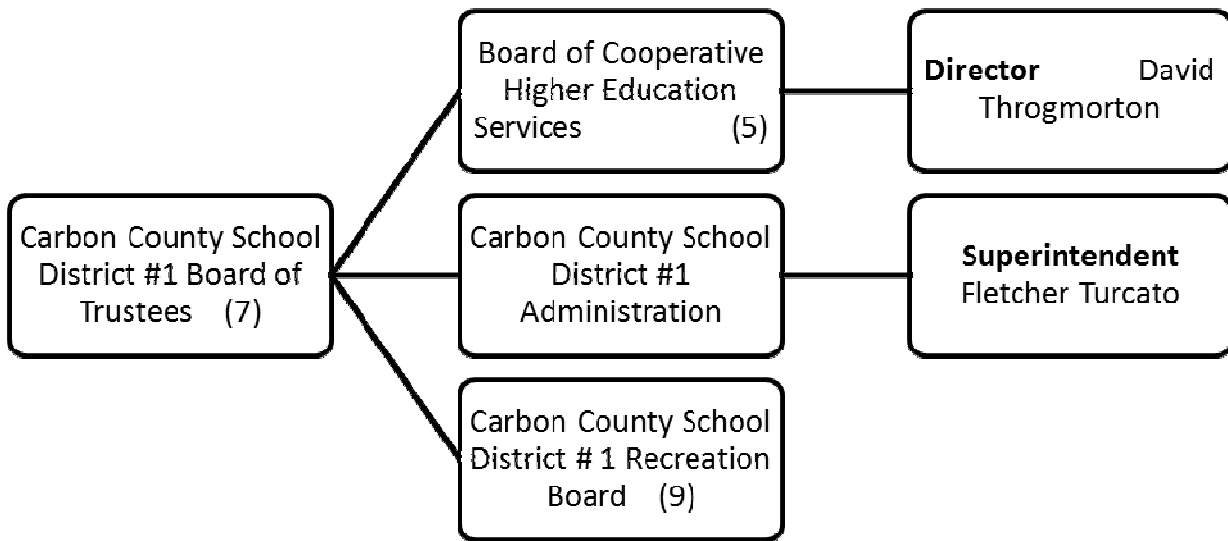 Board of Cooperative
Higher Education
Services (5)
Director David
Throgmorton
Carbon County School
District #1 Board of
Trustees (7)
Carbon County School
District #1
Administration
Superintendent
Fletcher Turcato
Carbon County School
District # 1 Recreation
Board (9)